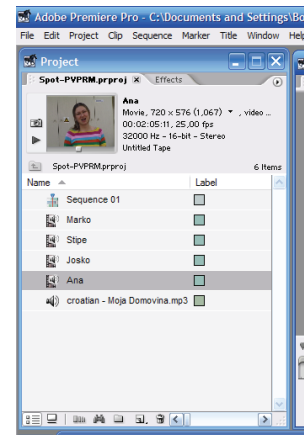 Adobe Premiere Pro - C:\Documents and Settings\Bo
File Edit Project Clip Sequence Marker Title Window Help
Project
Spot-PVPRM.prproj x Effects
Ana
Movie, 720 x 576 (1,067) , video ...
00:02:05:11, 25,00 fps
32000 Hz - 16-bit - Stereo
Untitled Tape
Spot-PVPRM.prproj 6 Items
Name Label
Sequence 01
Marko
Stipe
Josko
Ana
croatian - Moja Domovina.mp3